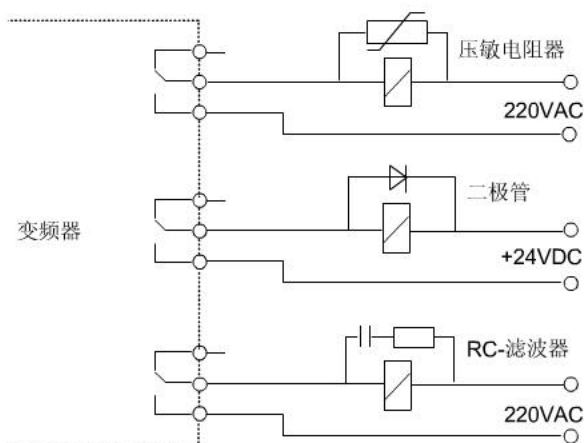 压敏电阻器
220VAC
二极管
变频器
+24VDC
RC-滤波器
220VAC